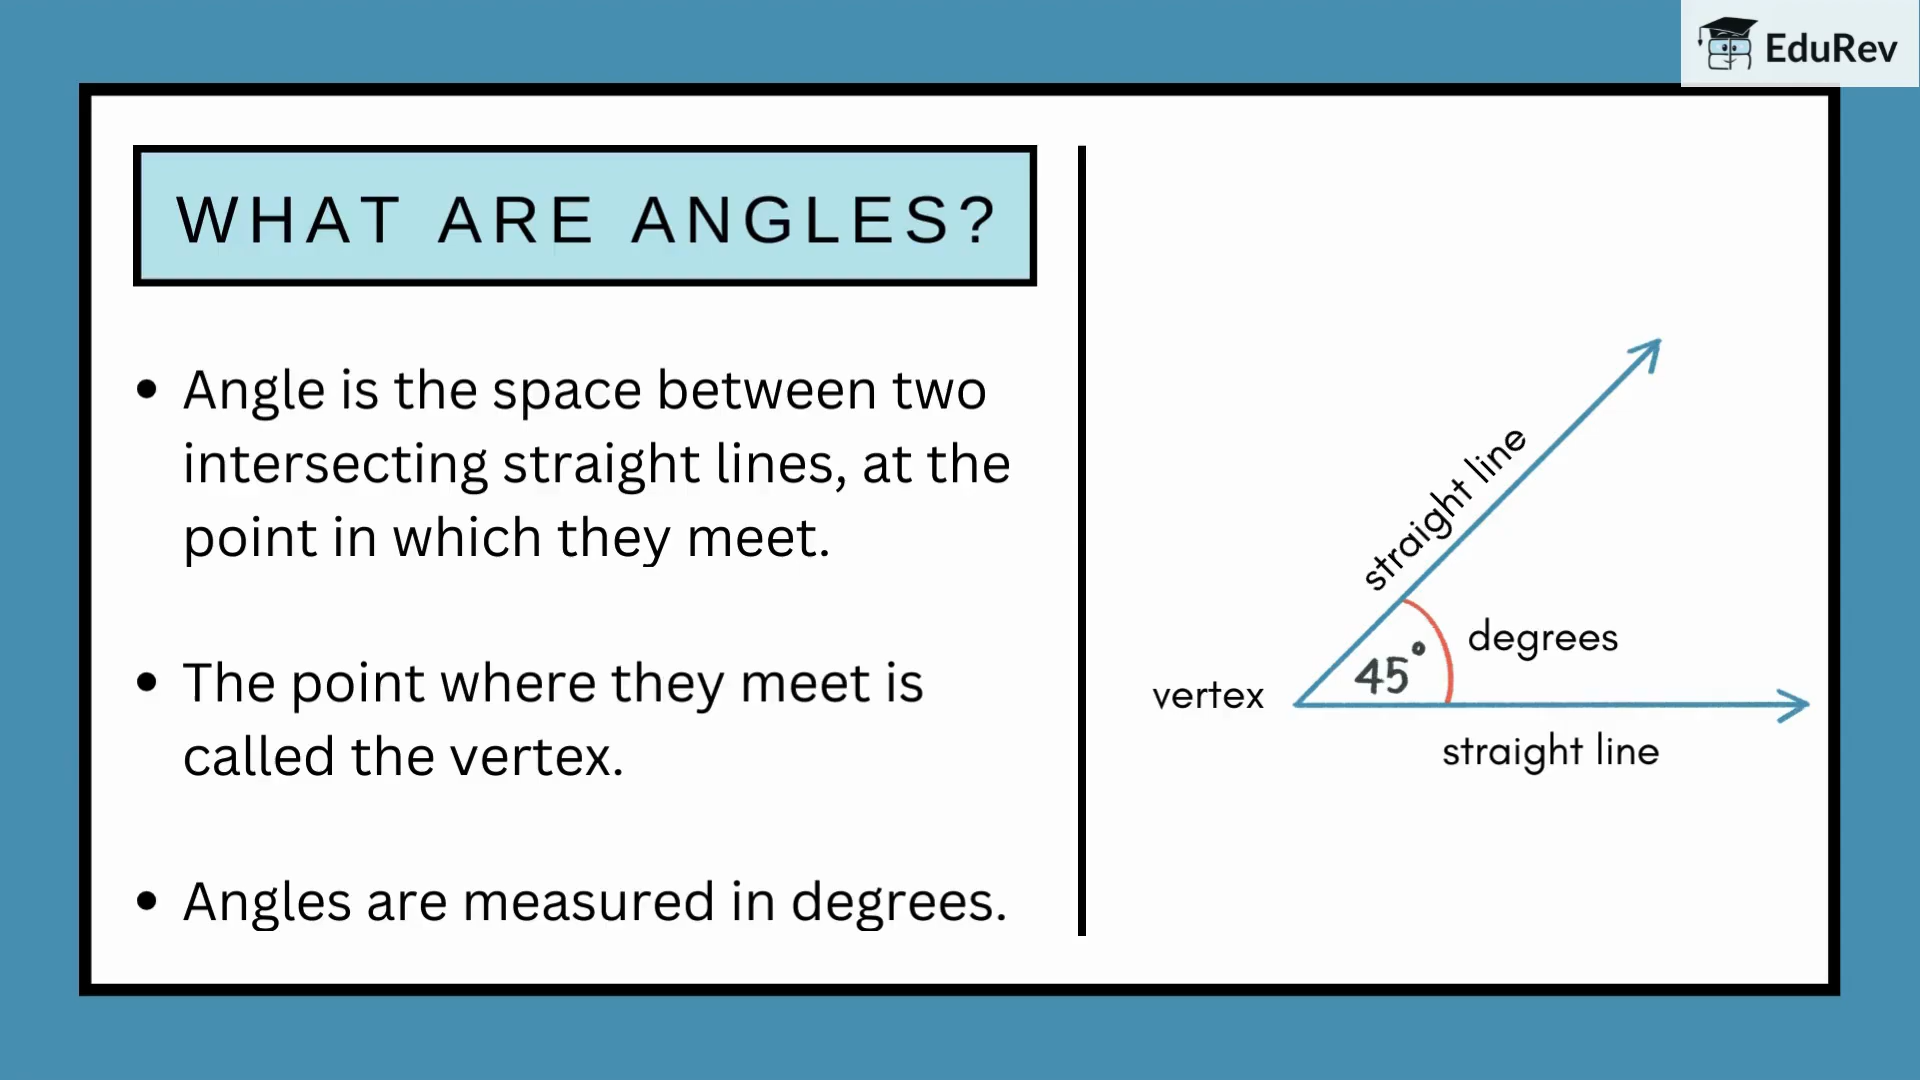 EduRev
WHAT ARE ANGLES?
• Angle is the space between two
intersecting straight lines, at the
point in which they meet.
• The point where they meet is
called the vertex.
• Angles are measured in degrees.
straight line
degrees
45°
vertex
straight line